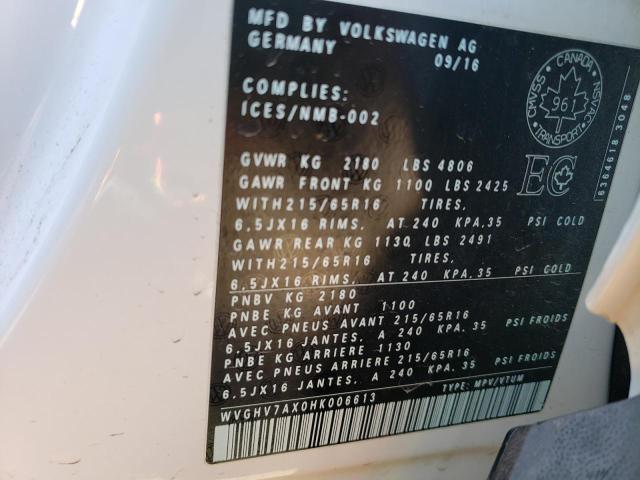 MFD BY VOLKSWAGEN AG
GERMANY 09/16
COMPLIES:
ICES/NMB-002
CMVSS CANADA NSVAC
961
TRANSPORT
EC
6364618 3048
GVWR KG 2180 LBS 4806
GAWR FRONT KG 1100 LBS 2425
WITH215/65R16 TIRES,
6,5JX16 RIMS, AT 240 KPA,35 PSI COLD
GAWR REAR KG 1130 LBS 2491
WITH215/65R16 TIRES,
6,5JX16 RIMS, AT 240 KPA,35 PSI COLD
PNBV KG 2180
PNBE KG AVANT 1100
AVEC PNEUS AVANT 215/65R16
6,5JX16 JANTES, A 240 KPA, 35 PSI FROIDS
PNBE KG ARRIERE 1130
AVEC PNEUS ARRIERE 215/65R16
6,5JX16 JANTES, A 240 KPA, 35 PSI FROIDS
WVGHV7AX0HK006613 TYPE: MPV/VTUM